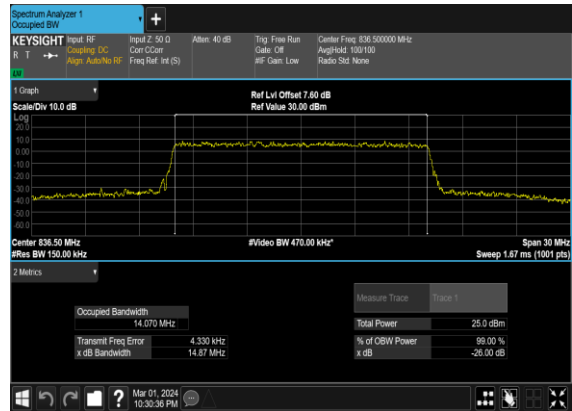 Spectrum Analyzer 1
Occupied BW
+
KEYSIGHT Input: RF Input Z: 50 Ω Atten: 40 dB Trig: Free Run Center Freq: 836.500000 MHz
R T Coupling: DC Corr CCorr Gate: Off Avg|Hold: 100/100
Align: Auto/No RF Freq Ref: Int (S) #IF Gain: Low Radio Std: None
LV
1 Graph
Ref Lvl Offset 7.60 dB
Scale/Div 10.0 dB Ref Value 30.00 dBm
Log
20.0
10.0
0.00
-10.0
-20.0
-30.0
-40.0
-50.0
-60.0
Center 836.50 MHz #Video BW 470.00 kHz* Span 30 MHz
#Res BW 150.00 kHz Sweep 1.67 ms (1001 pts)
2 Metrics
Measure Trace Trace 1
Occupied Bandwidth
14.070 MHz Total Power 25.0 dBm
Transmit Freq Error 4.330 kHz % of OBW Power 99.00 %
x dB Bandwidth 14.87 MHz x dB -26.00 dB
? Mar 01, 2024
10:30:36 PM